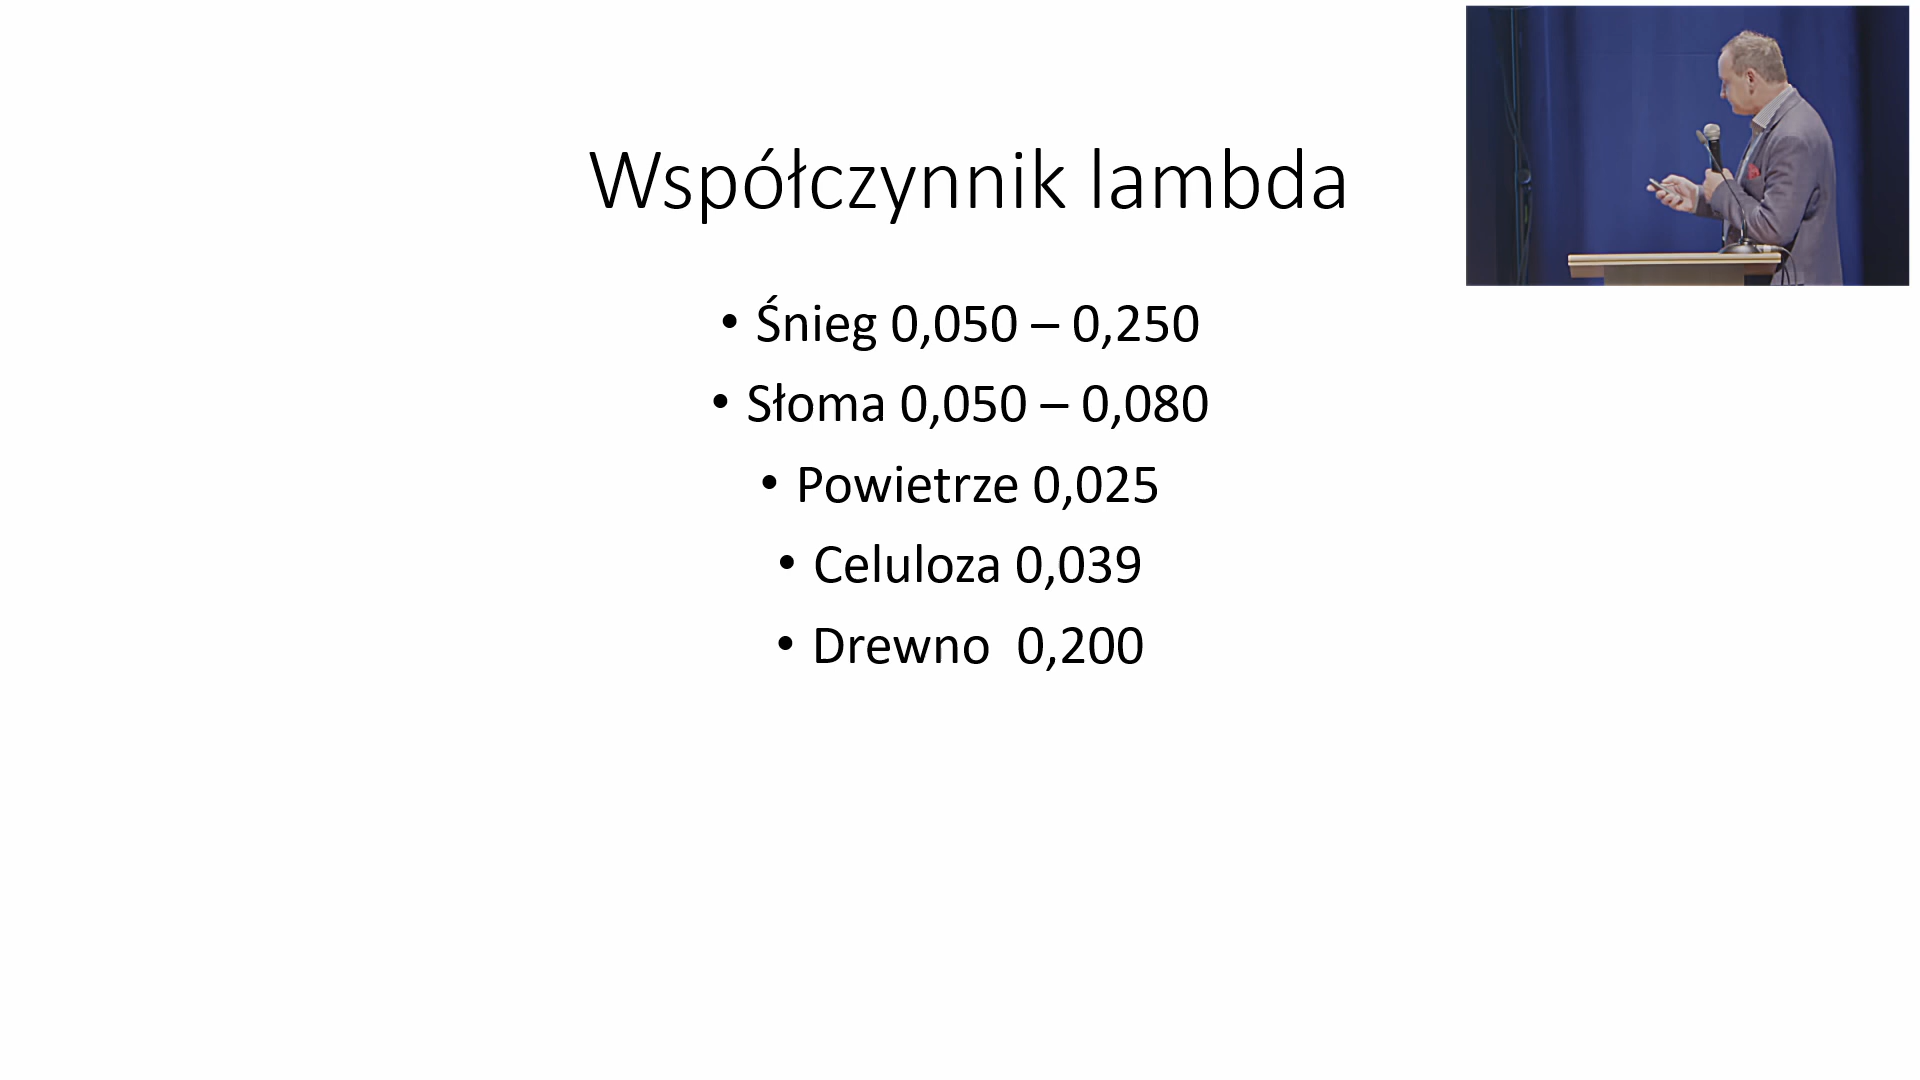 Współczynnik lambda
• Śnieg 0,050 – 0,250
• Słoma 0,050 – 0,080
• Powietrze 0,025
• Celuloza 0,039
• Drewno  0,200